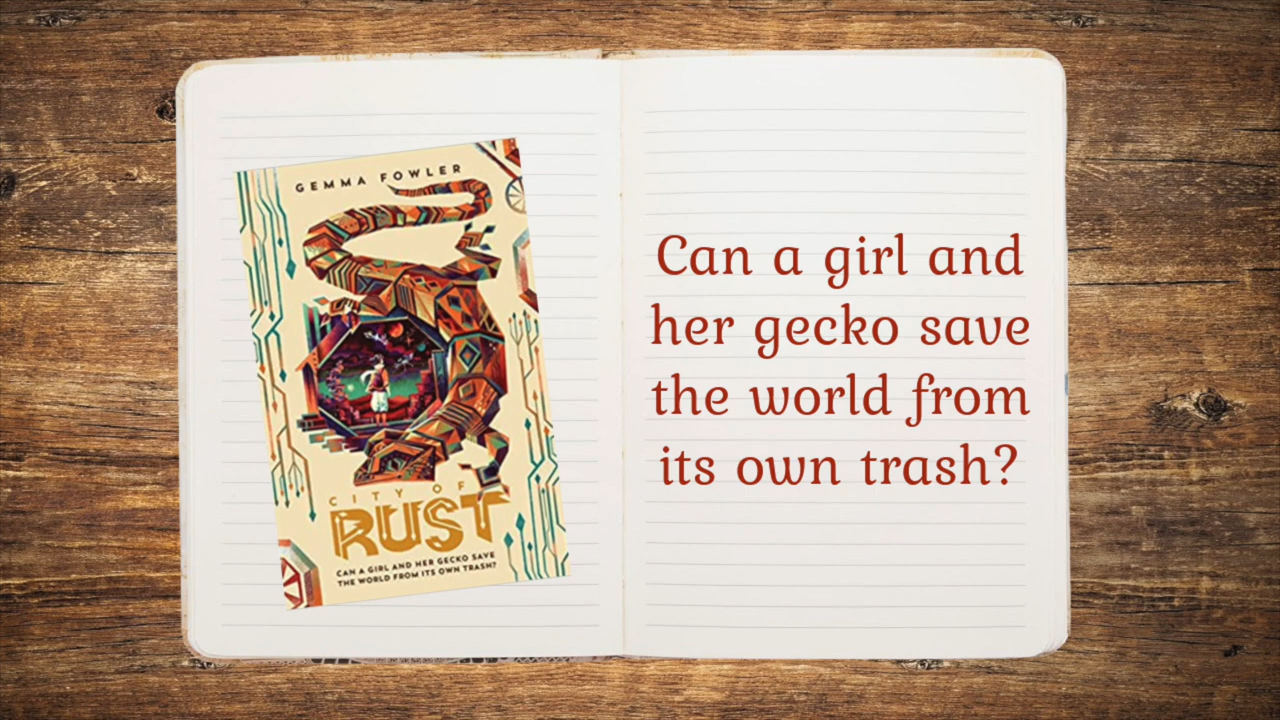 GEMMA FOWLER
CITY OF
RUST
CAN A GIRL AND HER GECKO SAVE
THE WORLD FROM ITS OWN TRASH?
Can a girl and
her gecko save
the world from
its own trash?